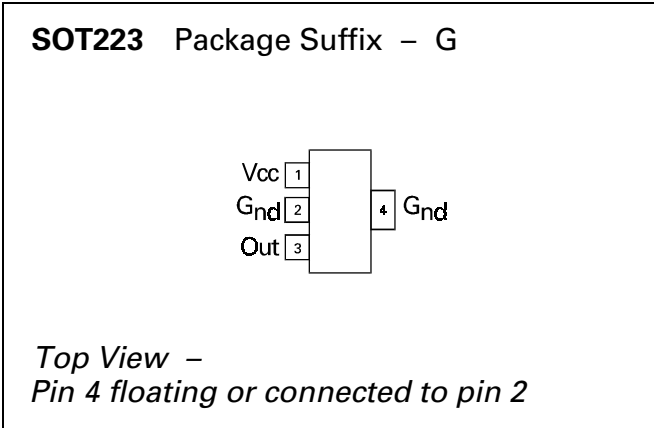 SOT223 Package Suffix – G
Vcc 1
Gnd 2 4 Gnd
Out 3
Top View –
Pin 4 floating or connected to pin 2